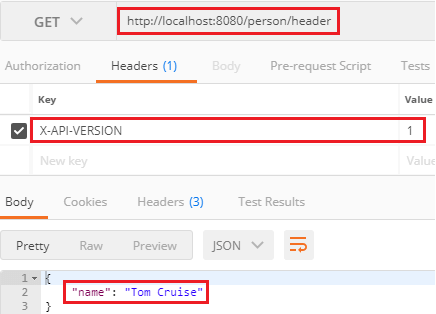 GET http://localhost:8080/person/header
Authorization Headers (1) Body Pre-request Script Tests
Key Value
X-API-VERSION 1
New key Value
Body Cookies Headers (3) Test Results
Pretty Raw Preview JSON
1 {
2 "name": "Tom Cruise"
3 }